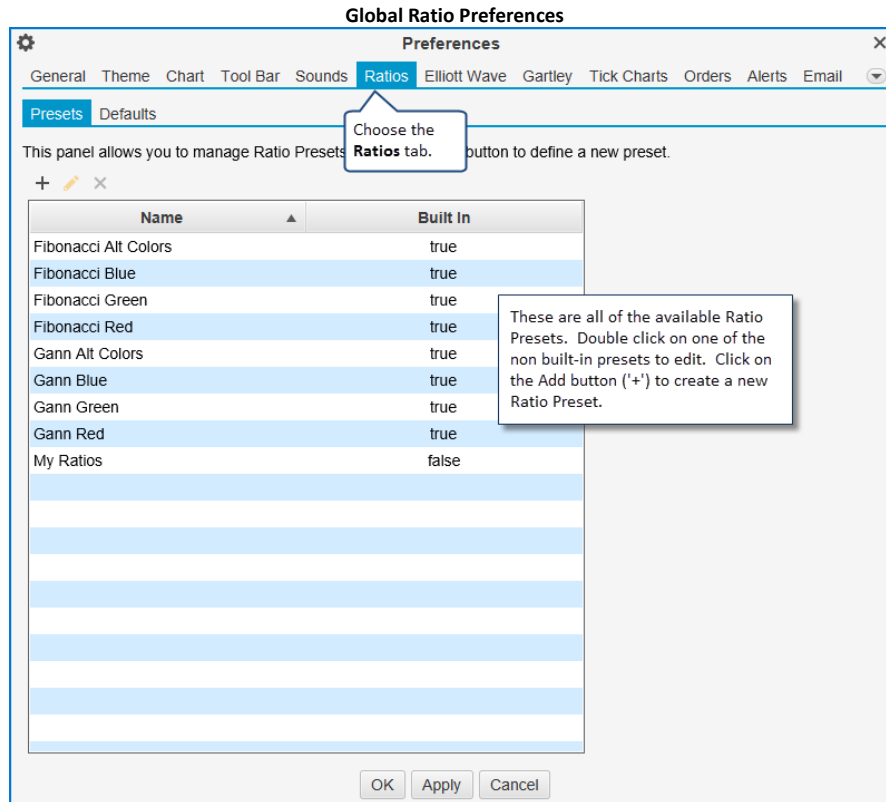 Global Ratio Preferences
Preferences
General Theme Chart Tool Bar Sounds Ratios Elliott Wave Gartley Tick Charts Orders Alerts Email
Presets Defaults
Choose the
Ratios tab.
This panel allows you to manage Ratio Presets button to define a new preset.
Name Built In
Fibonacci Alt Colors true
Fibonacci Blue true
Fibonacci Green true
Fibonacci Red true
Gann Alt Colors true
Gann Blue true
Gann Green true
Gann Red true
My Ratios false
These are all of the available Ratio
Presets. Double click on one of the
non built-in presets to edit. Click on
the Add button ('+') to create a new
Ratio Preset.
OK Apply Cancel